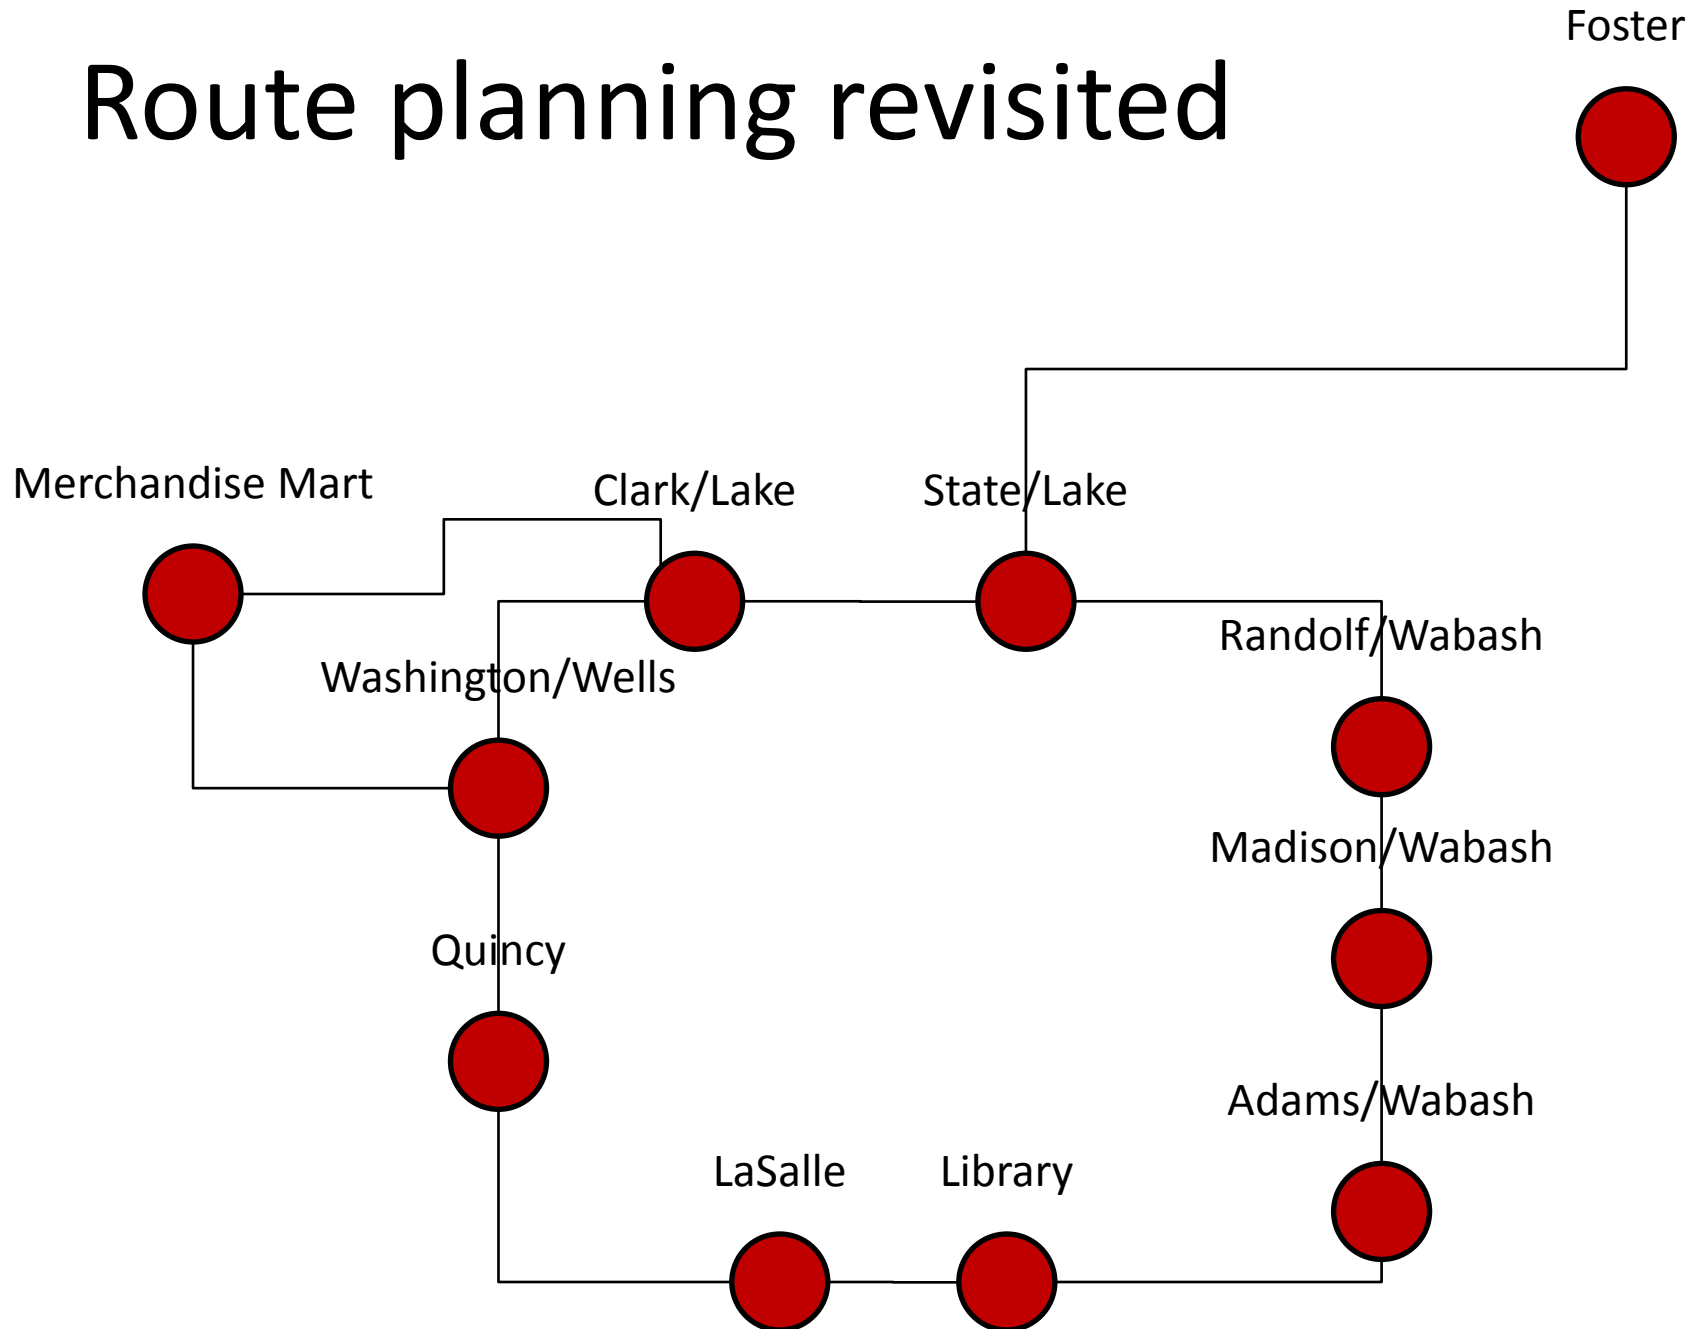 Foster
Route planning revisited
Merchandise Mart
Clark/Lake
State/Lake
Randolf/Wabash
Washington/Wells
Madison/Wabash
Quincy
Adams/Wabash
LaSalle
Library